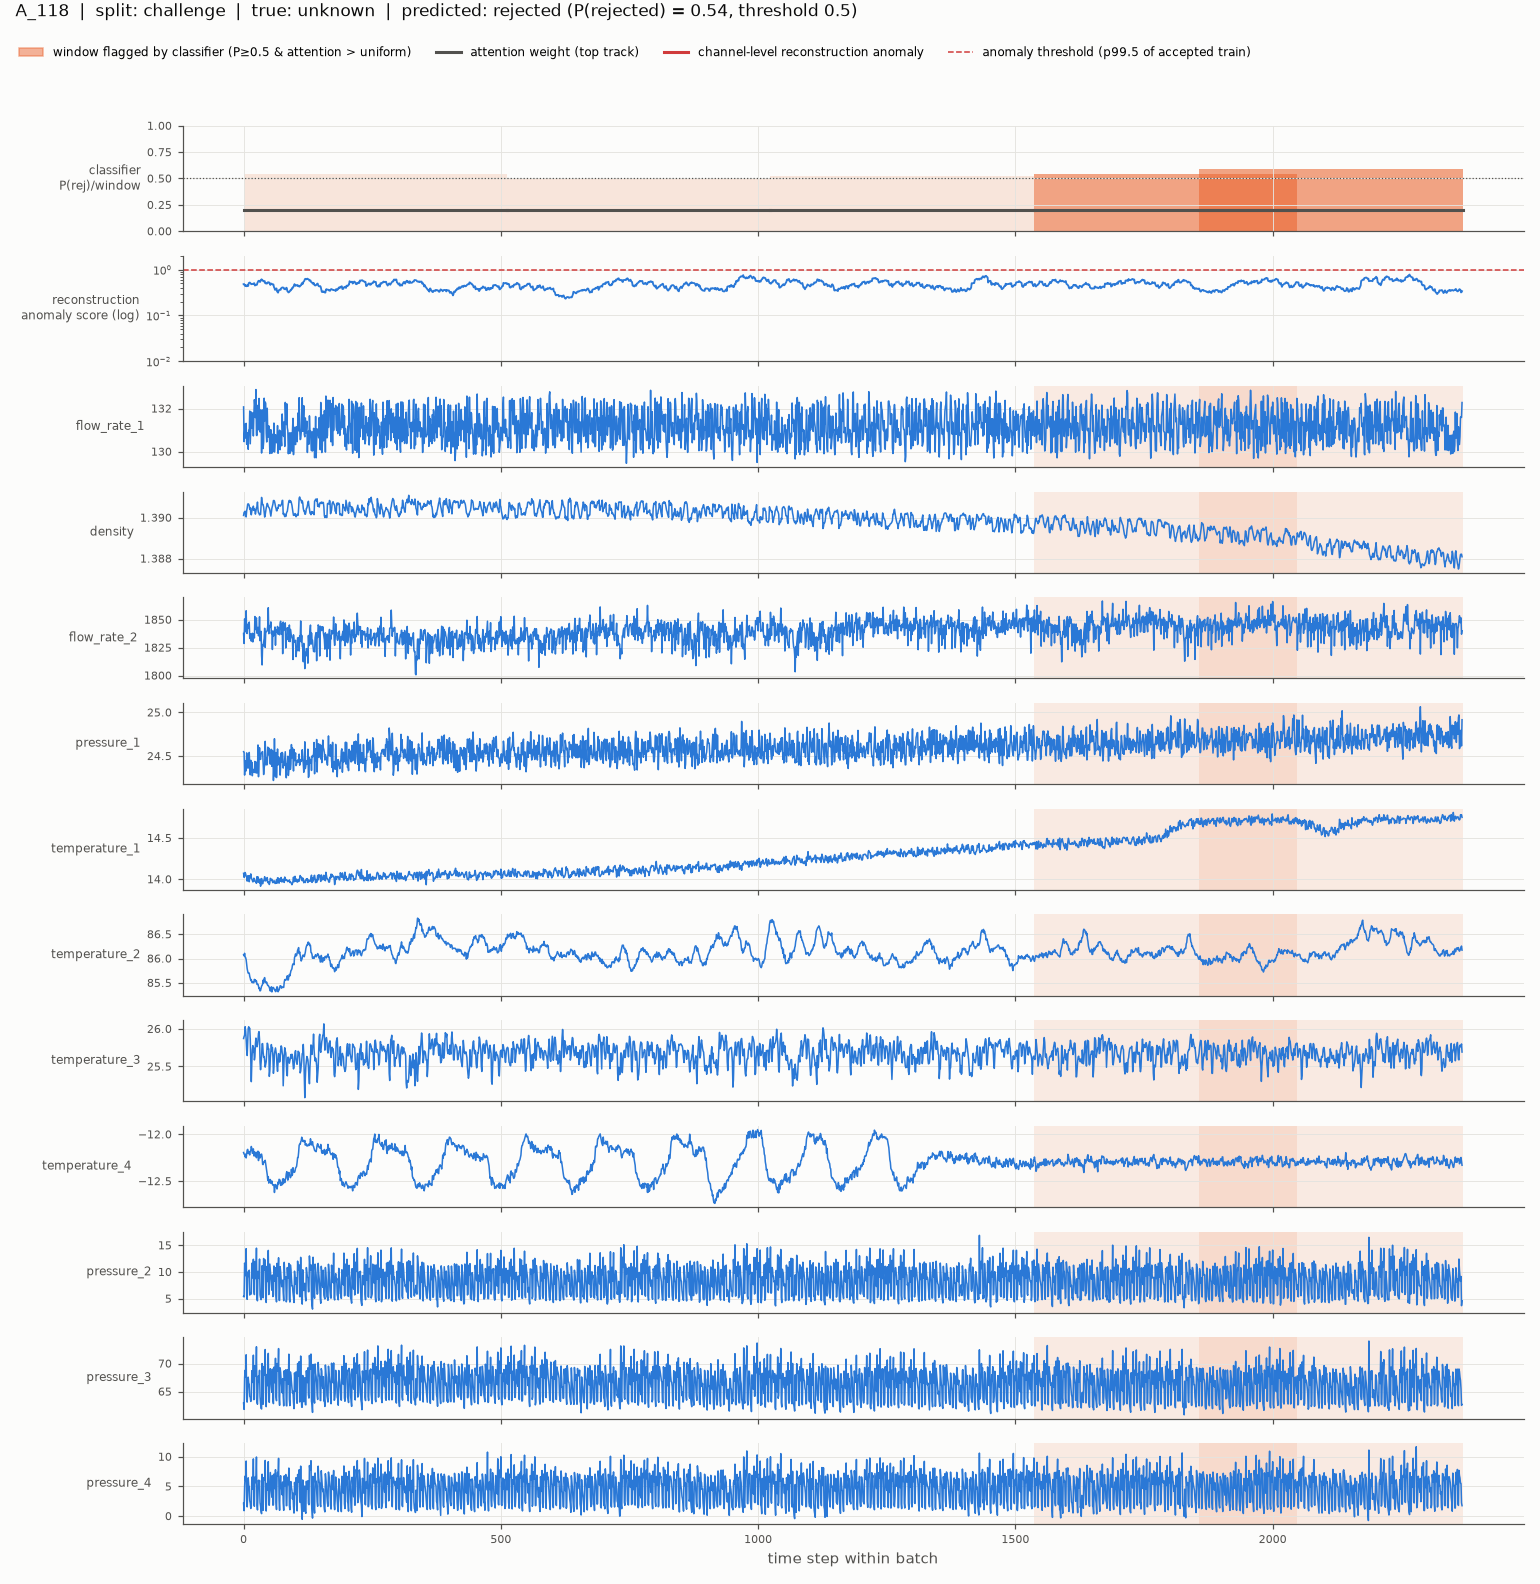 A_118 | split: challenge | true: unknown | predicted: rejected (P(rejected) = 0.54, threshold 0.5)
window flagged by classifier (P≥0.5 & attention > uniform)
attention weight (top track)
channel-level reconstruction anomaly
anomaly threshold (p99.5 of accepted train)
classifier
P(rej)/window
1.00
0.75
0.50
0.25
0.00
reconstruction
anomaly score (log)
10⁰
10⁻¹
10⁻²
flow_rate_1
132
130
density
1.390
1.388
flow_rate_2
1850
1825
1800
pressure_1
25.0
24.5
temperature_1
14.5
14.0
temperature_2
86.5
86.0
85.5
temperature_3
26.0
25.5
temperature_4
−12.0
−12.5
pressure_2
15
10
5
pressure_3
70
65
pressure_4
10
5
0
0 500 1000 1500 2000
time step within batch